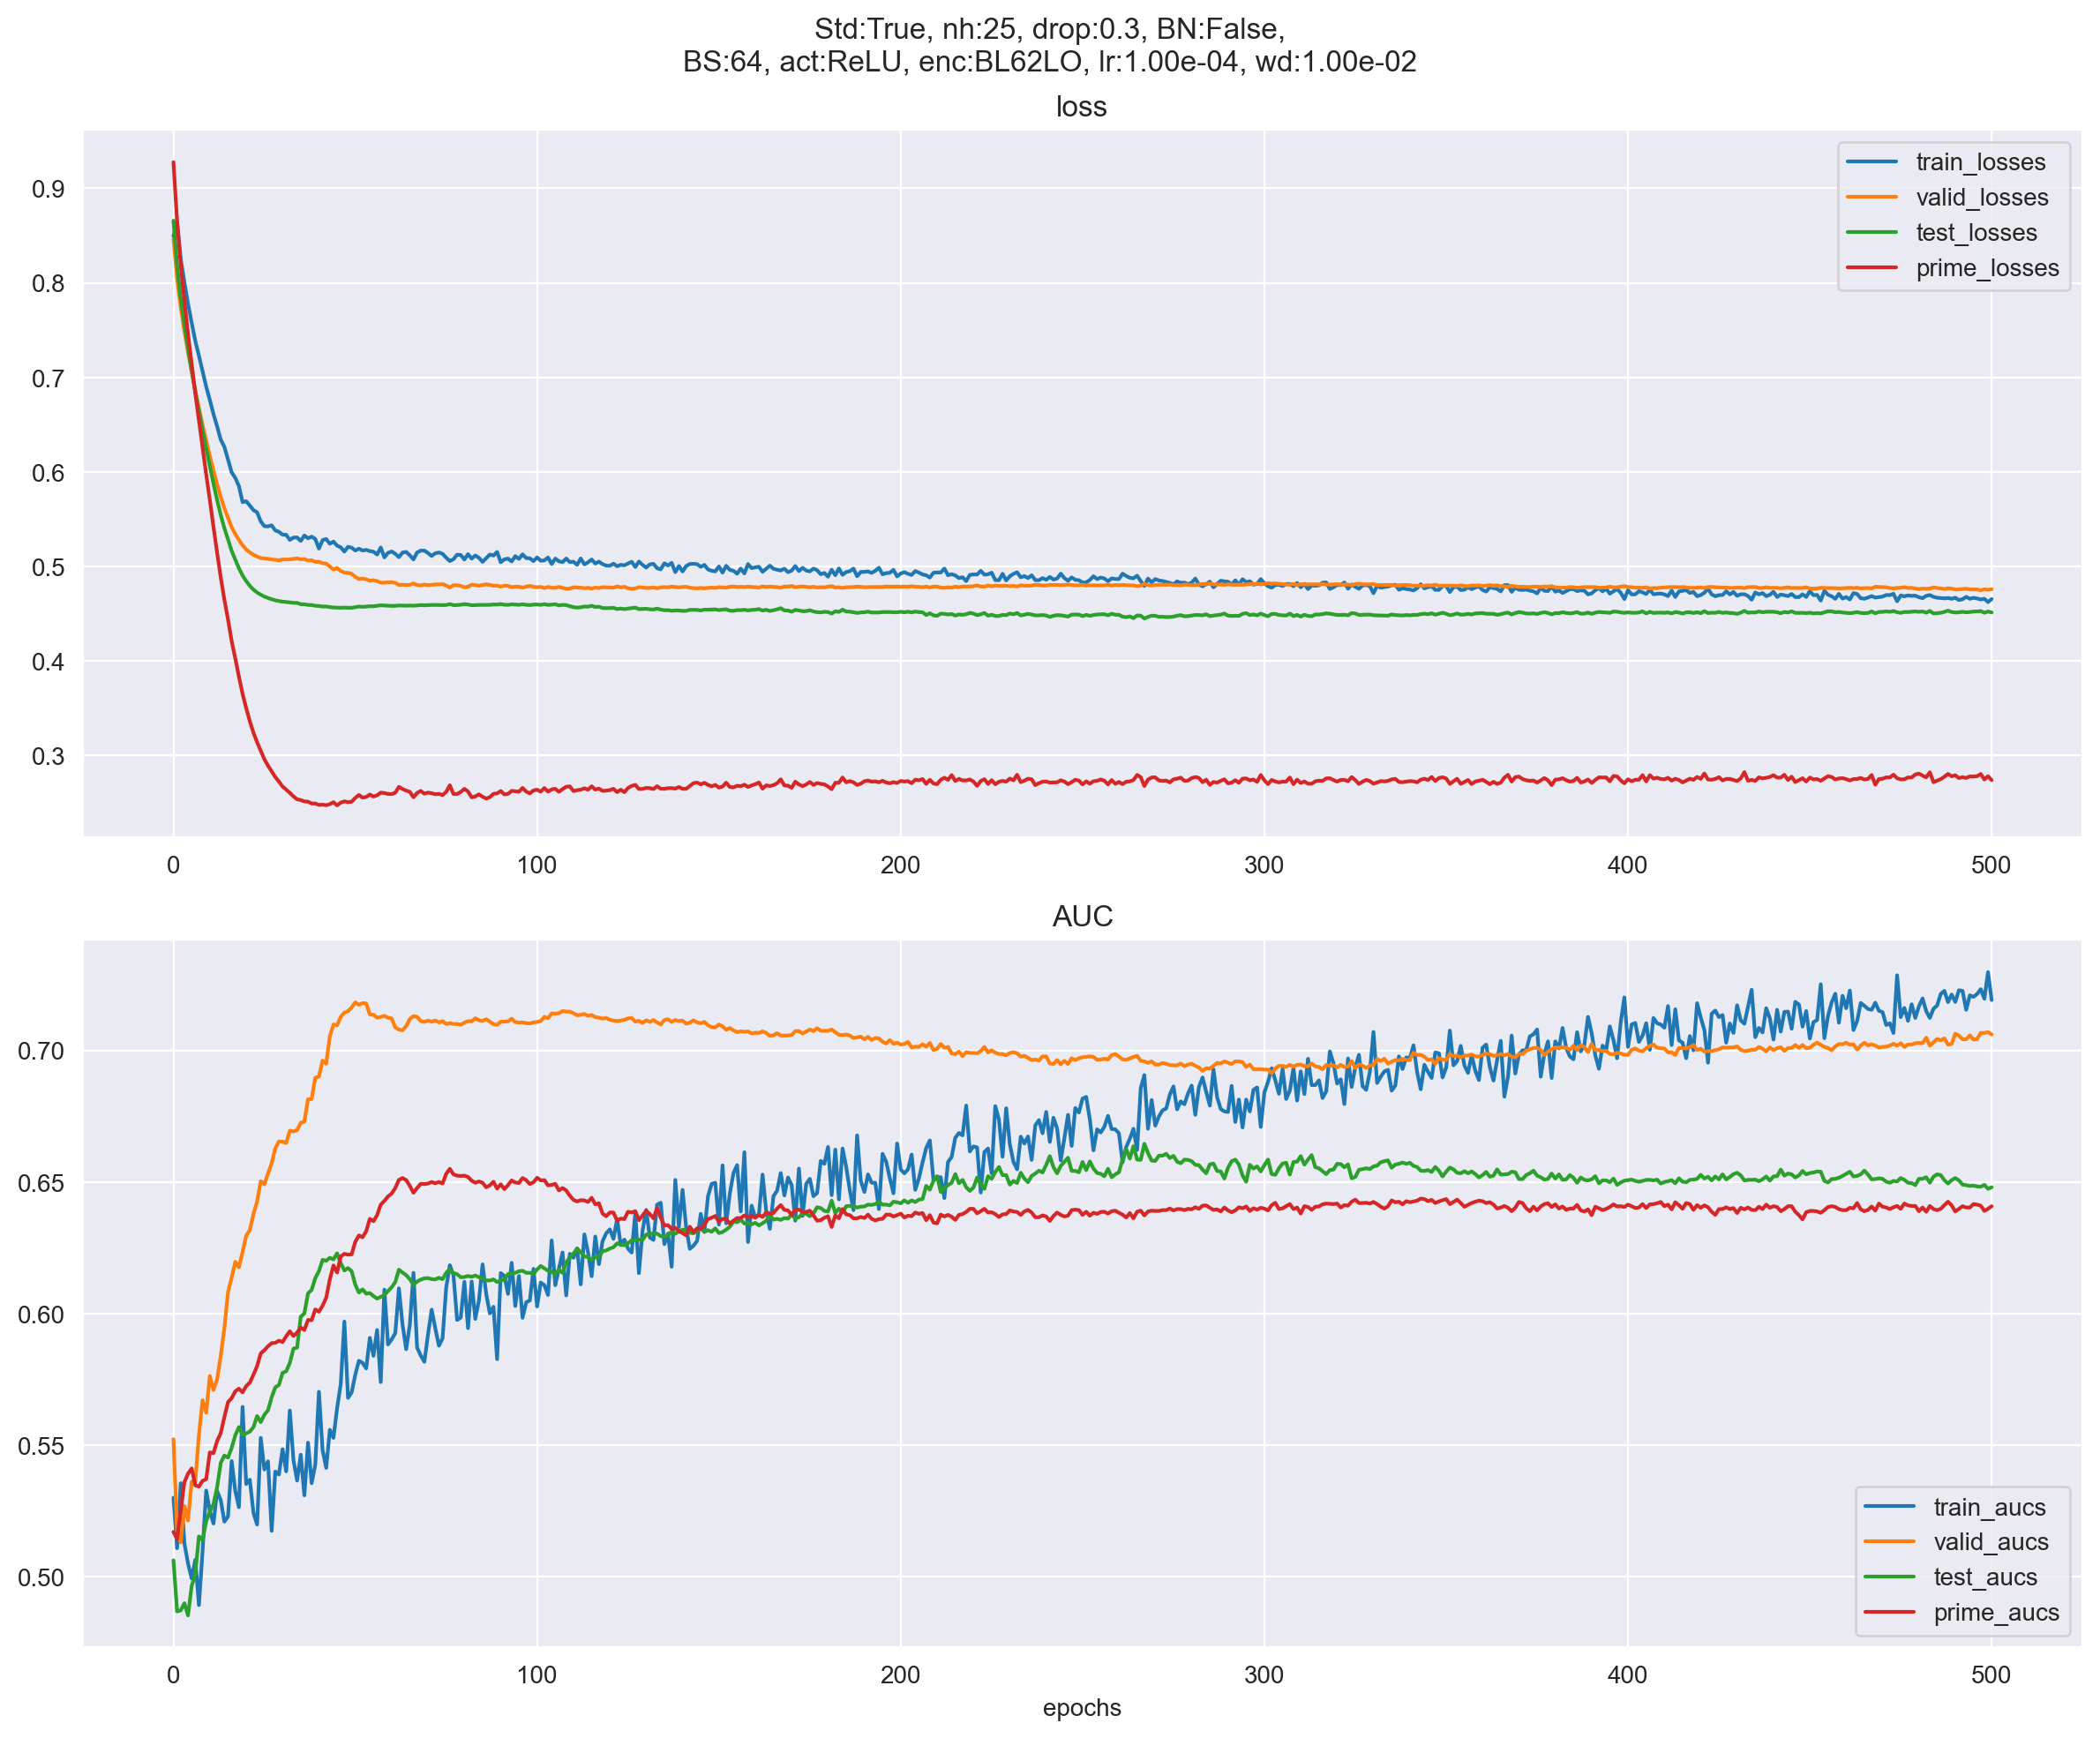 Std:True, nh:25, drop:0.3, BN:False,
BS:64, act:ReLU, enc:BL62LO, lr:1.00e-04, wd:1.00e-02
loss
0.9
0.8
0.7
0.6
0.5
0.4
0.3
train_losses
valid_losses
test_losses
prime_losses
0 100 200 300 400 500
AUC
0.70
0.65
0.60
0.55
0.50
train_aucs
valid_aucs
test_aucs
prime_aucs
0 100 200 300 400 500
epochs